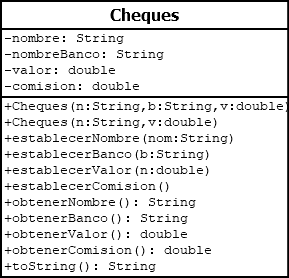 Cheques
-nombre: String
-nombreBanco: String
-valor: double
-comision: double
+Cheques(n:String,b:String,v:double)
+Cheques(n:String,v:double)
+establecerNombre(nom:String)
+establecerBanco(b:String)
+establecerValor(n:double)
+establecerComision()
+obtenerNombre(): String
+obtenerBanco(): String
+obtenerValor(): double
+obtenerComision(): double
+toString(): String